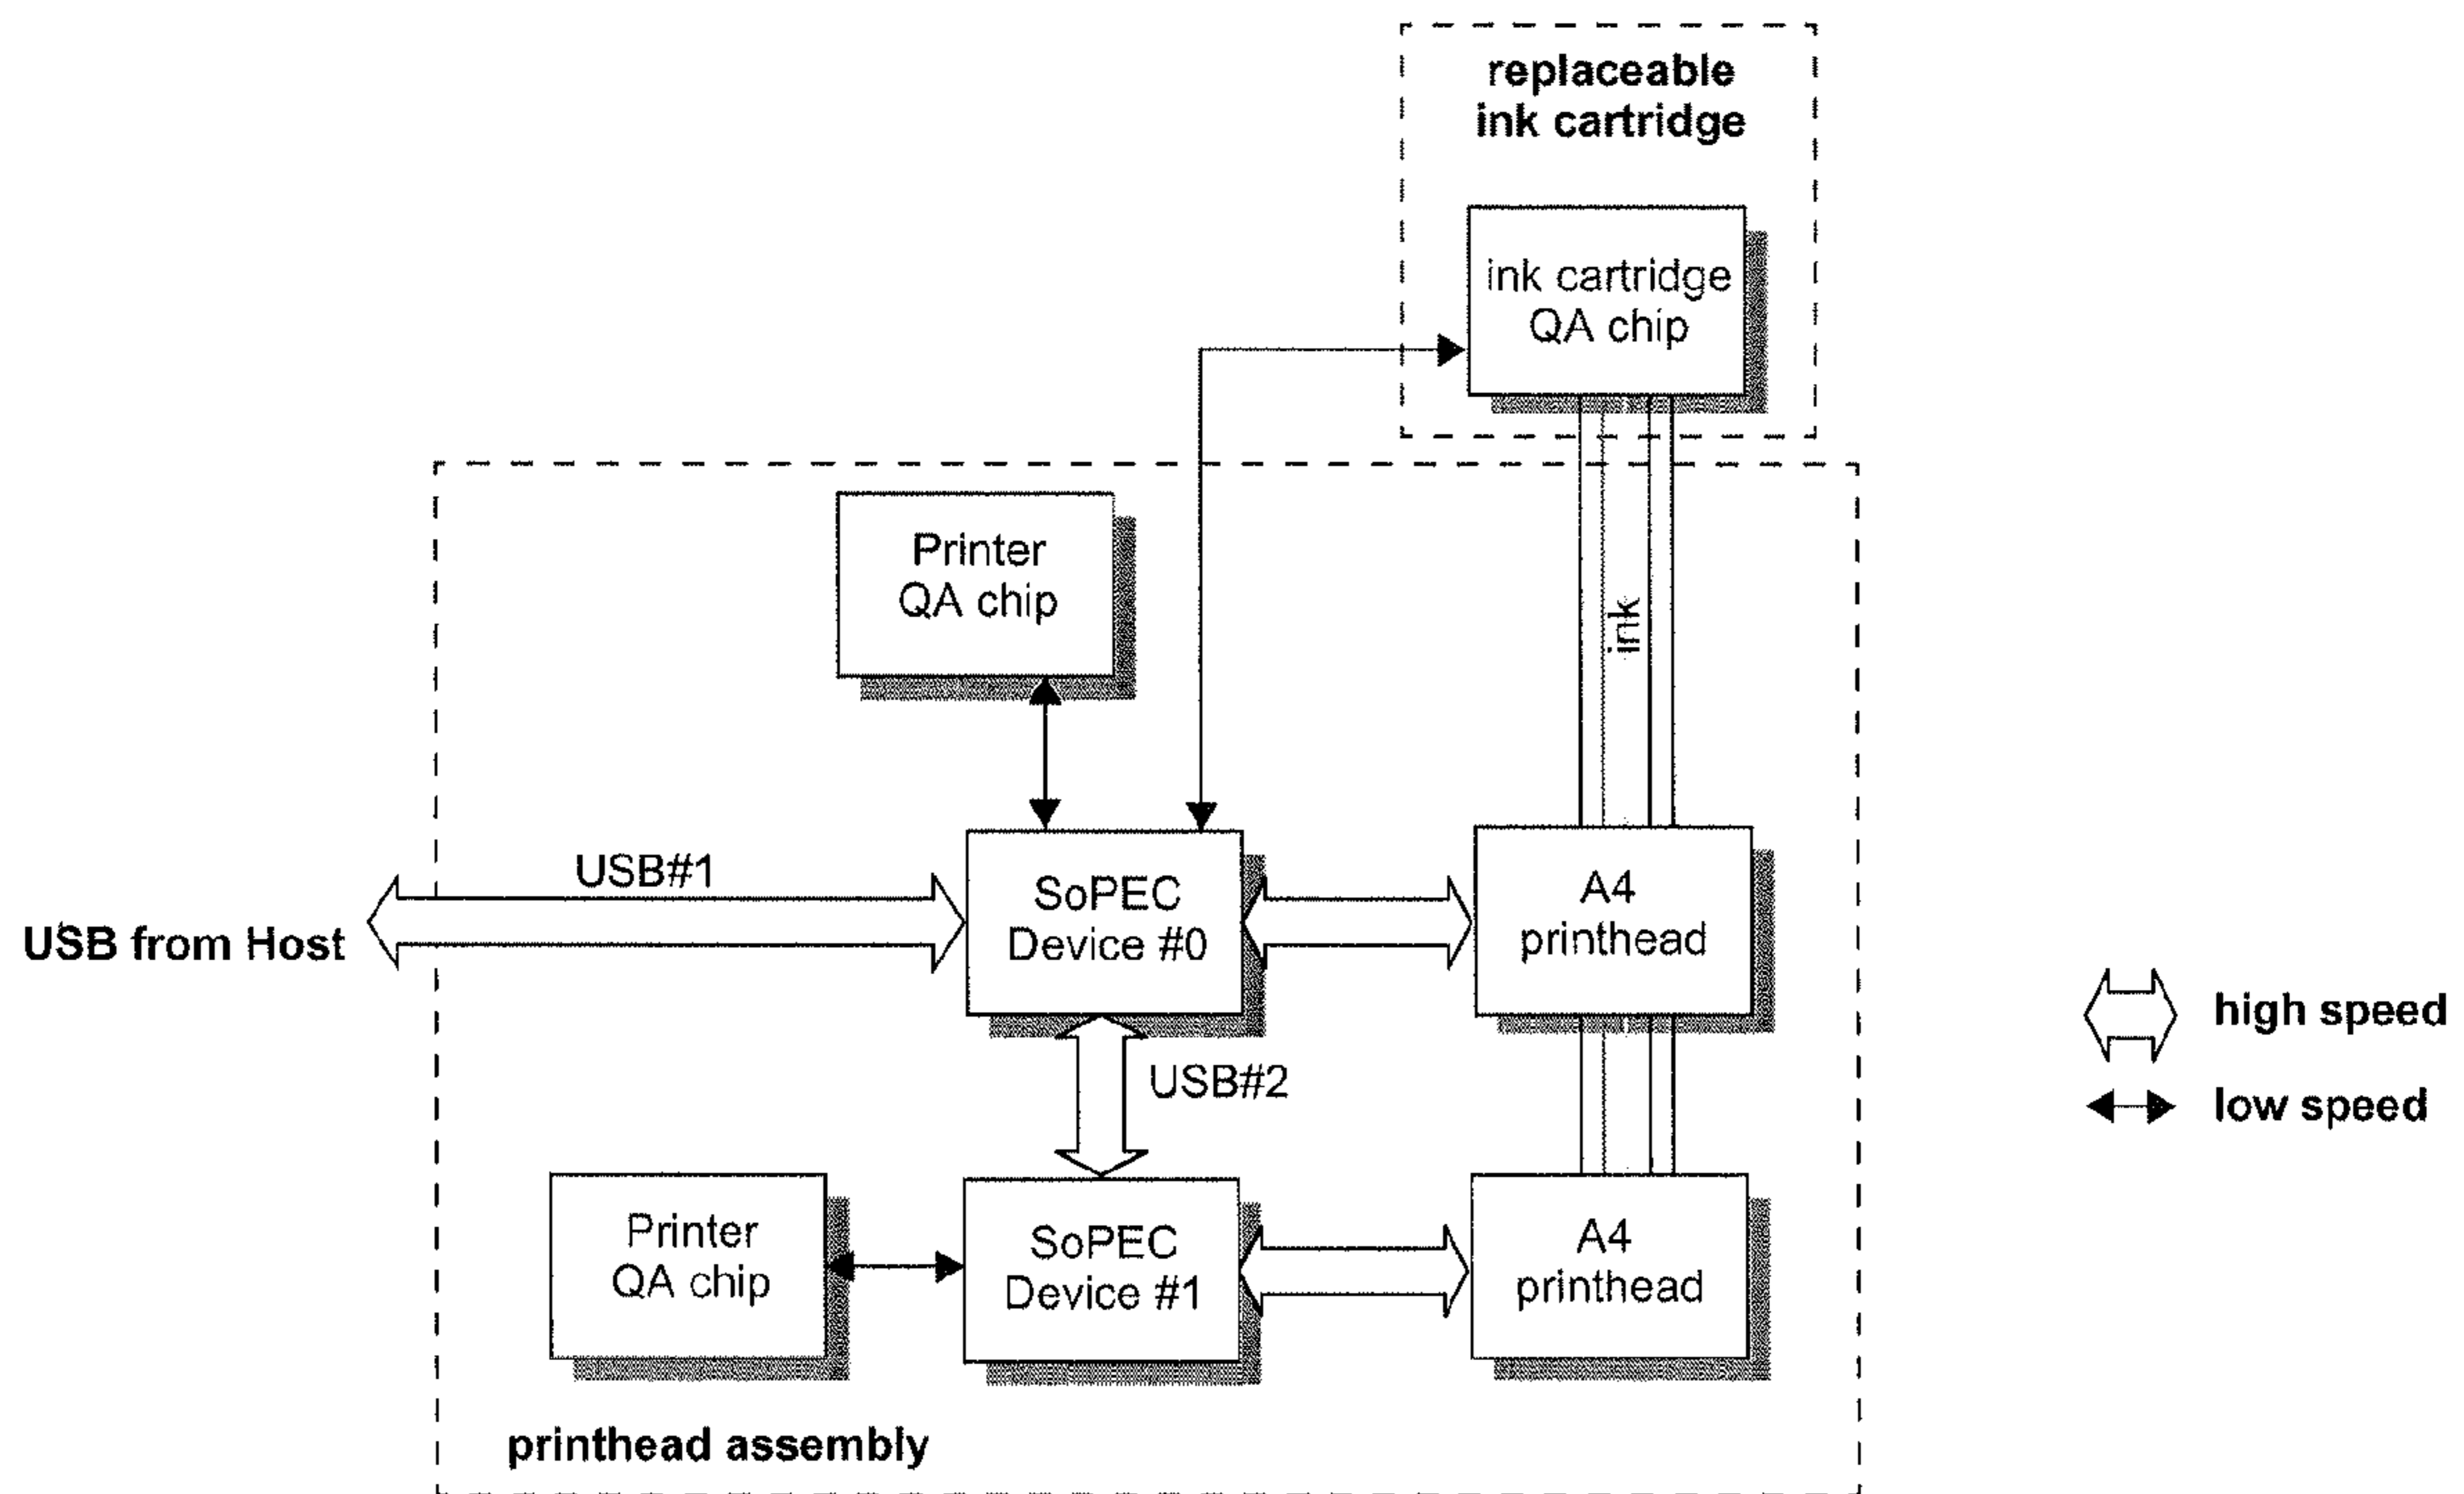 replaceable
ink cartridge
ink cartridge
QA chip
Printer
QA chip
ink
USB#1
USB from Host
SoPEC
Device #0
A4
printhead
high speed
low speed
USB#2
Printer
QA chip
SoPEC
Device #1
A4
printhead
printhead assembly